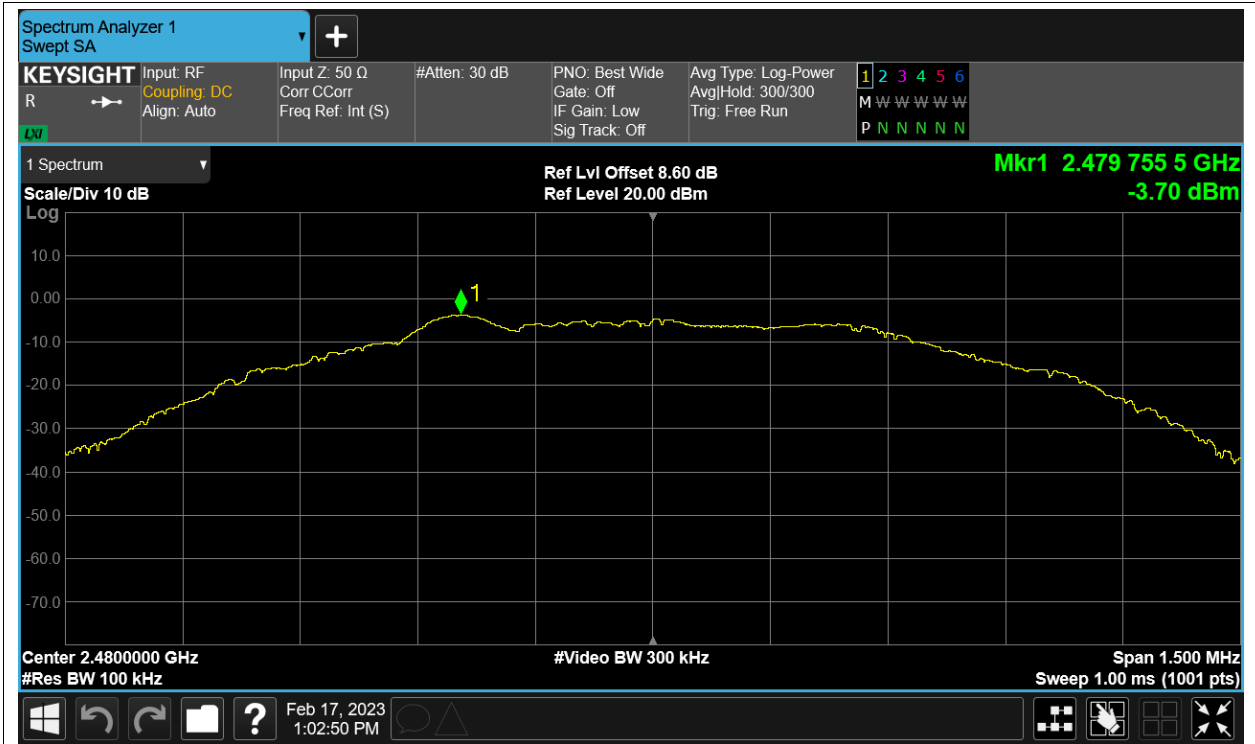 Spectrum Analyzer 1
Swept SA
KEYSIGHT
R
LXI
Input: RF
Coupling: DC
Align: Auto
Input Z: 50 Ω
Corr CCorr
Freq Ref: Int (S)
#Atten: 30 dB
PNO: Best Wide
Gate: Off
IF Gain: Low
Sig Track: Off
Avg Type: Log-Power
Avg|Hold: 300/300
Trig: Free Run
1 2 3 4 5 6
M W W W W W
P N N N N N
1 Spectrum
Scale/Div 10 dB
Log
Ref Lvl Offset 8.60 dB
Ref Level 20.00 dBm
Mkr1 2.479 755 5 GHz
-3.70 dBm
10.0
0.00
1
-10.0
-20.0
-30.0
-40.0
-50.0
-60.0
-70.0
Center 2.4800000 GHz
#Res BW 100 kHz
#Video BW 300 kHz
Span 1.500 MHz
Sweep 1.00 ms (1001 pts)
?
Feb 17, 2023
1:02:50 PM